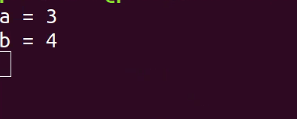 a = 3
b = 4